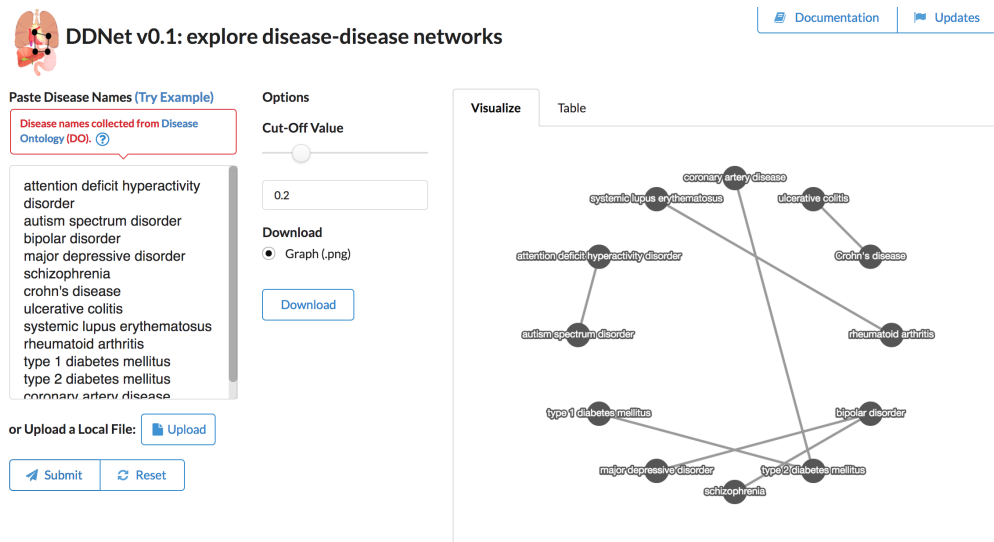 DDNet v0.1: explore disease-disease networks
Documentation
Updates
Paste Disease Names (Try Example)
Disease names collected from Disease
Ontology (DO). ?
attention deficit hyperactivity
disorder
autism spectrum disorder
bipolar disorder
major depressive disorder
schizophrenia
crohn's disease
ulcerative colitis
systemic lupus erythematosus
rheumatoid arthritis
type 1 diabetes mellitus
type 2 diabetes mellitus
coronary artery disease
or Upload a Local File:
Upload
Submit
Reset
Options
Cut-Off Value
0.2
Download
Graph (.png)
Download
Visualize
Table
coronary artery disease
systemic lupus erythematosus
ulcerative colitis
attention deficit hyperactivity disorder
Crohn's disease
autism spectrum disorder
rheumatoid arthritis
type 1 diabetes mellitus
bipolar disorder
major depressive disorder
type 2 diabetes mellitus
schizophrenia